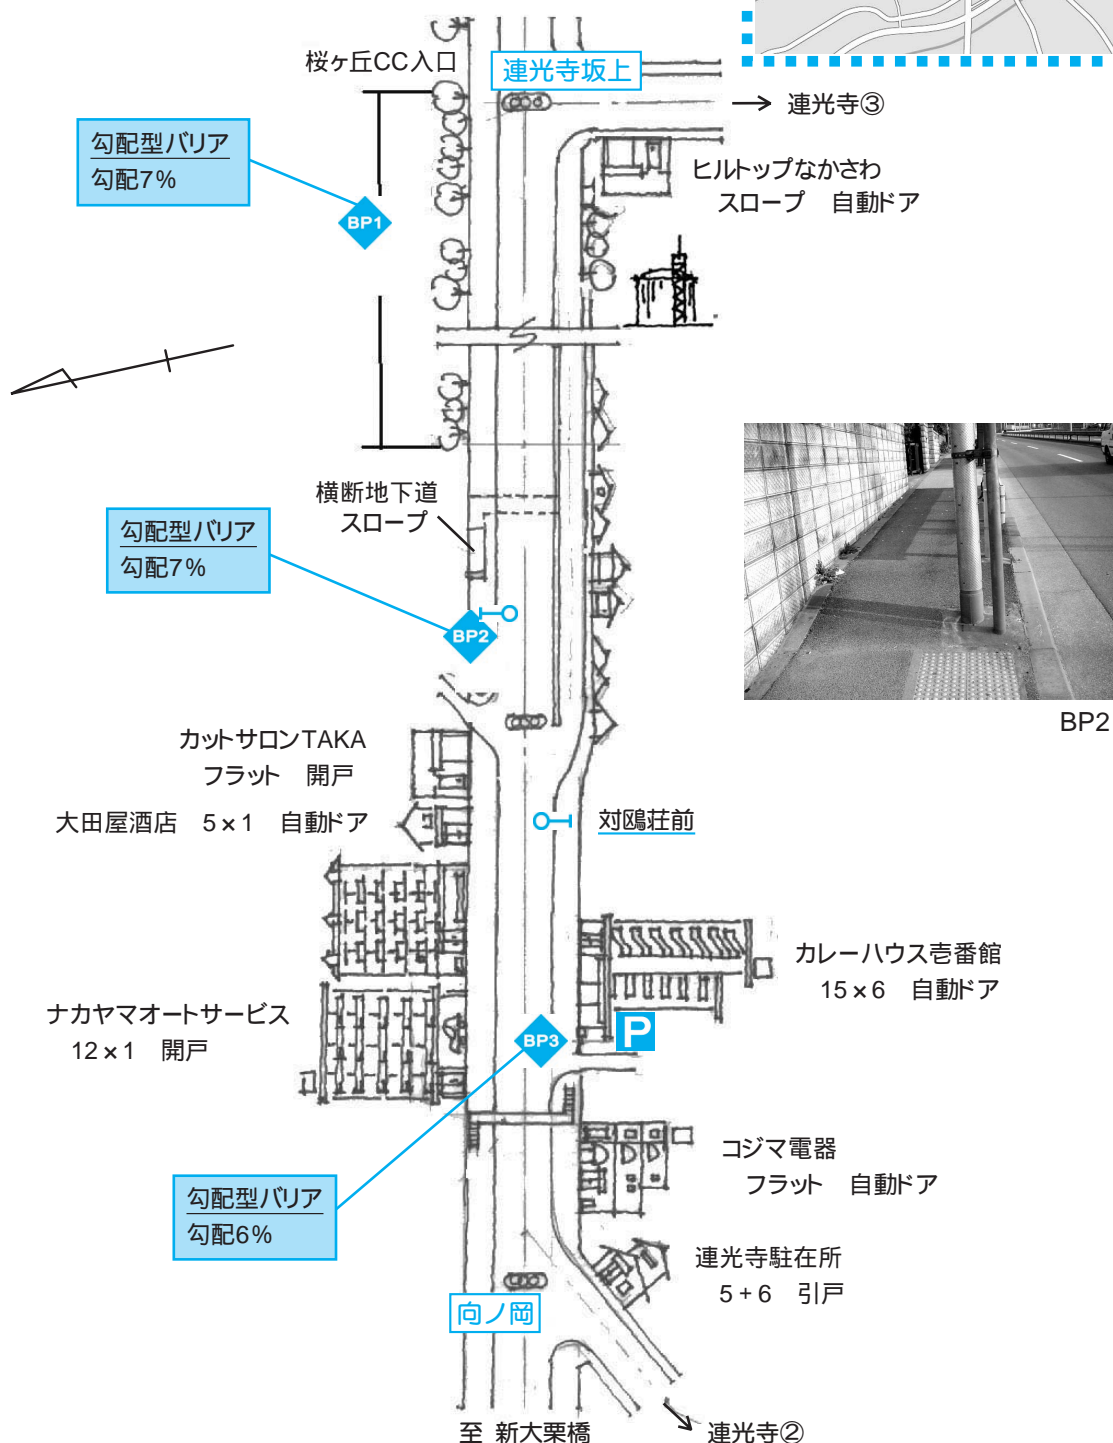 桜ヶ丘CC入口
連光寺坂上
連光寺③
勾配型バリア
勾配7%
BP1
ヒルトップなかさわ
スロープ 自動ドア
横断地下道
スロープ
勾配型バリア
勾配7%
BP2
BP2
カットサロンTAKA
フラット 開戸
大田屋酒店 5×1 自動ドア
対鴎荘前
カレーハウス壱番館
15×6 自動ドア
ナカヤマオートサービス
12×1 開戸
P
BP3
コジマ電器
フラット 自動ドア
勾配型バリア
勾配6%
連光寺駐在所
5+6 引戸
向ノ岡
至 新大栗橋
連光寺②